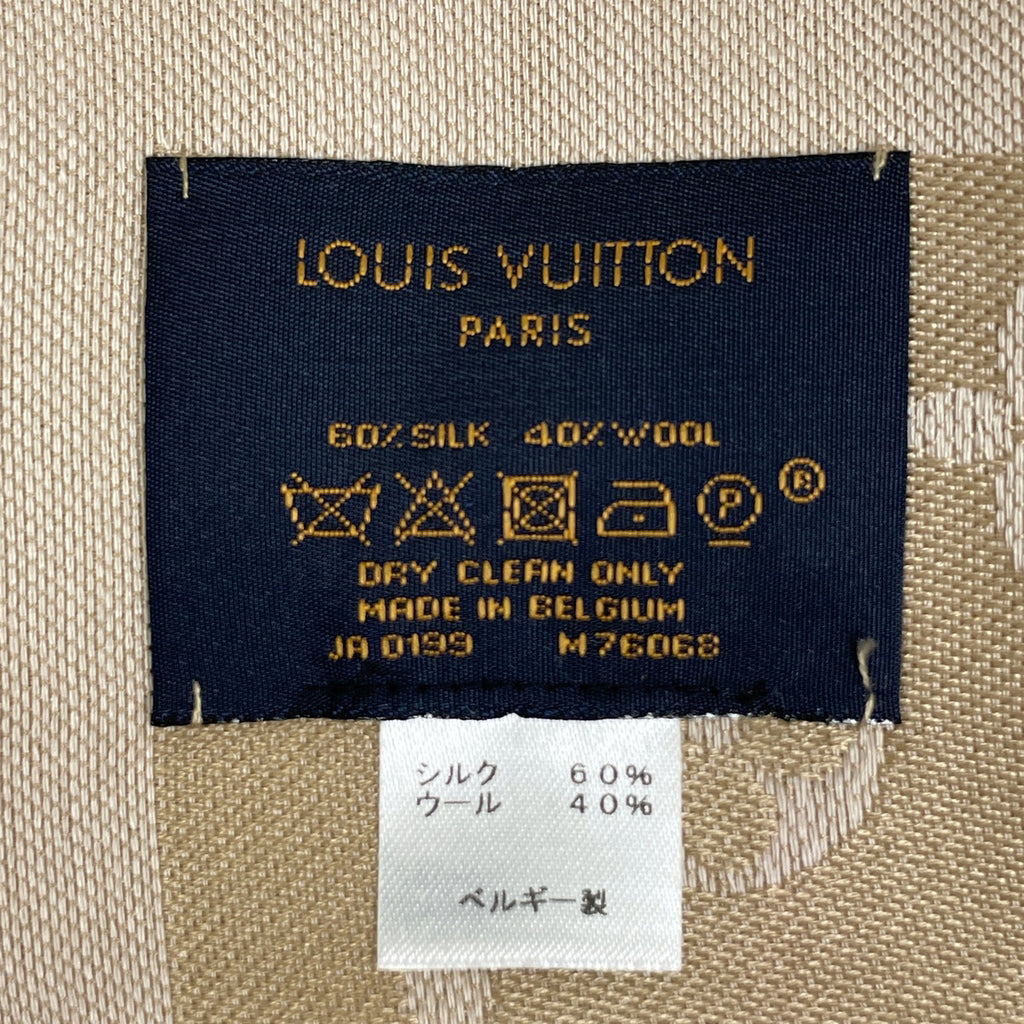 LOUIS VUITTON
PARIS
60% SILK 40% WOOL
P ®
DRY CLEAN ONLY
MADE IN BELGIUM
JA 0199 M76068
シルク 60%
ウール 40%
ベルギー製